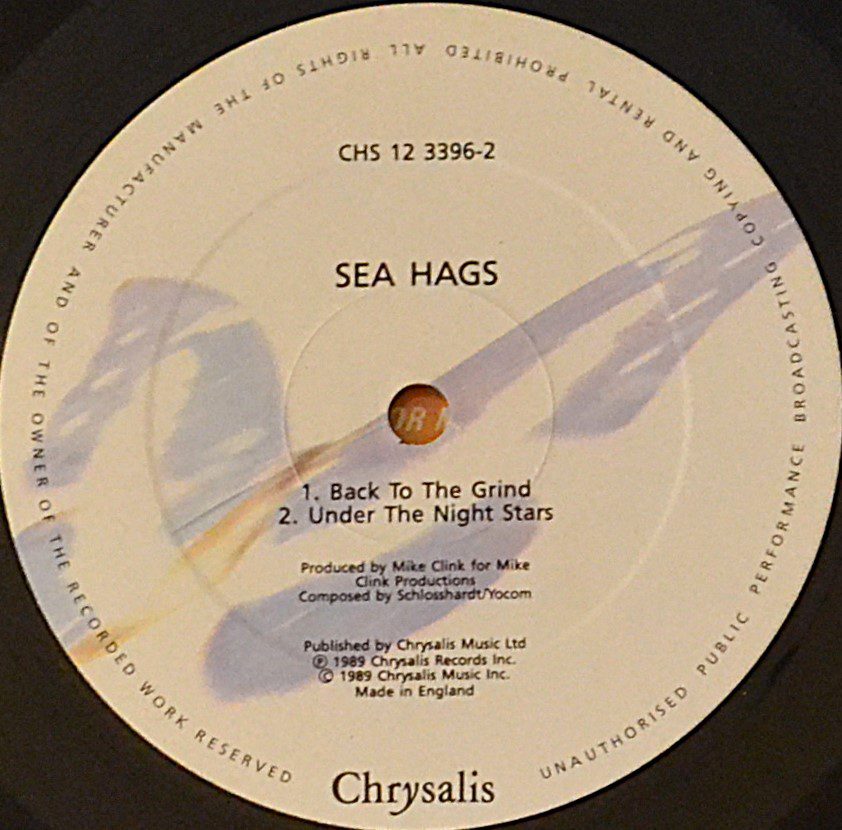 CHS 12 3396-2
SEA HAGS
OR
1. Back To The Grind
2. Under The Night Stars
Produced by Mike Clink for Mike
Clink Productions
Composed by Schlosshardt/Yocom
Published by Chrysalis Music Ltd
℗ 1989 Chrysalis Records Inc.
© 1989 Chrysalis Music Inc.
Made in England
Chrysalis
ALL RIGHTS OF THE MANUFACTURER AND OF THE OWNER OF THE RECORDED WORK RESERVED
UNAUTHORISED PUBLIC PERFORMANCE BROADCASTING COPYING AND RENTAL PROHIBITED